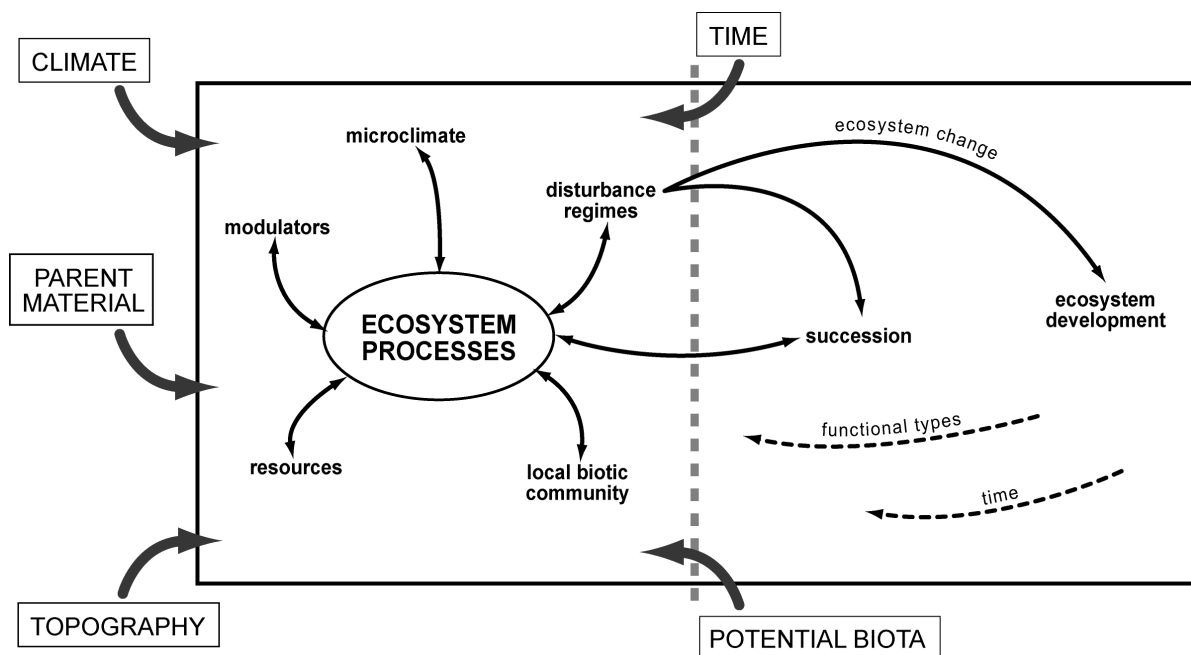 TIME
CLIMATE
ecosystem change
microclimate
disturbance
regimes
modulators
PARENT
MATERIAL
ecosystem
development
ECOSYSTEM
PROCESSES
succession
functional types
resources
local biotic
community
time
TOPOGRAPHY
POTENTIAL BIOTA